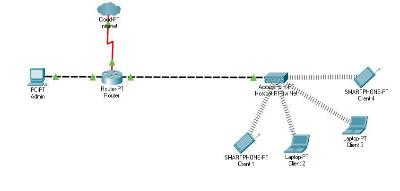 Cloud-PT
Internet
PC-PT
Admin
Router-PT
Router
SMARTPHONE-PT
Client 4
Laptop-PT
Client 3
SMARTPHONE-PT
Client 1
Laptop-PT
Client 2